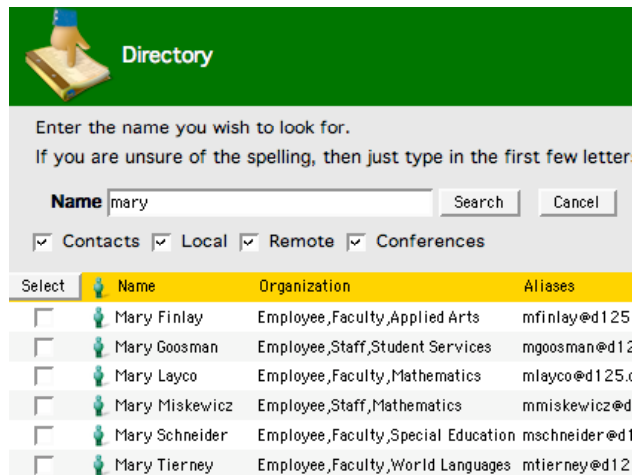 Directory
Enter the name you wish to look for.
If you are unsure of the spelling, then just type in the first few letters
Name mary Search Cancel
Contacts Local Remote Conferences
Select Name Organization Aliases
Mary Finlay Employee,Faculty,Applied Arts mfinlay@d125
Mary Goosman Employee,Staff,Student Services mgoosman@d12
Mary Layco Employee,Faculty,Mathematics mlayco@d125.
Mary Miskewicz Employee,Staff,Mathematics mmiskewicz@d
Mary Schneider Employee,Faculty,Special Education mschneider@d1
Mary Tierney Employee,Faculty,World Languages mtierney@d12